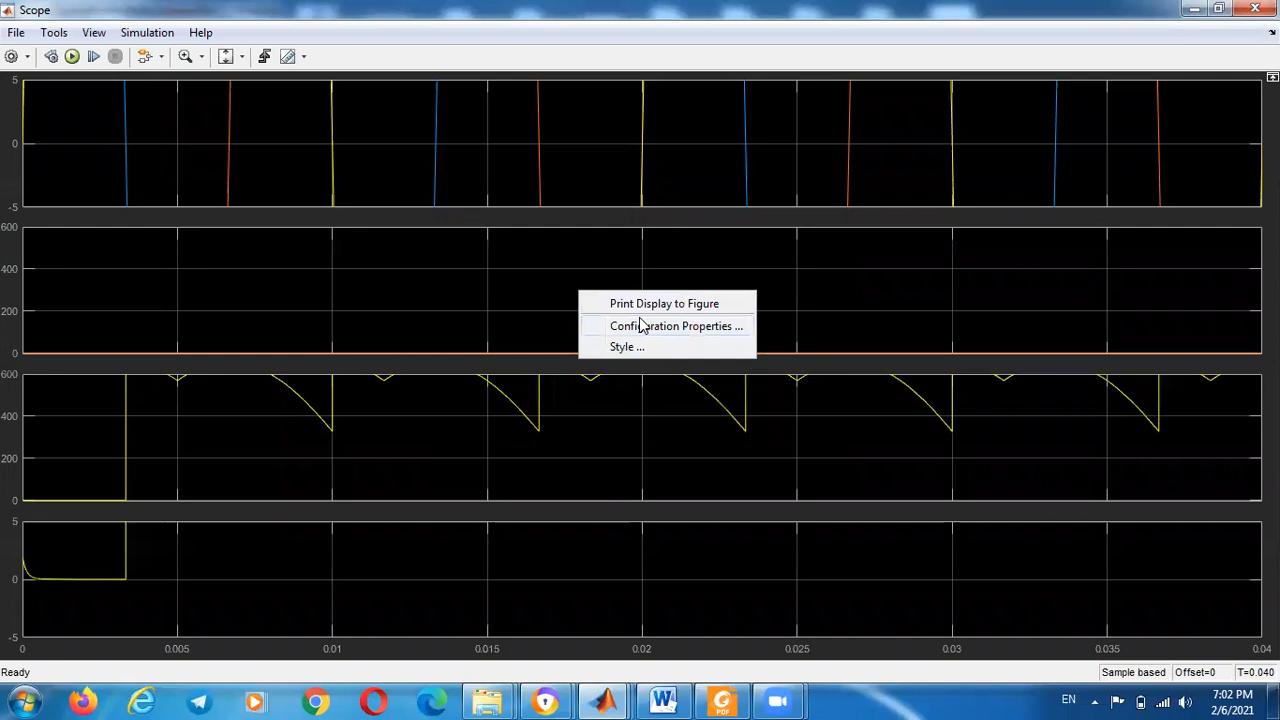 Scope
File Tools View Simulation Help
5
0
-5
600
400
200
0
Print Display to Figure
Configuration Properties ...
Style ...
600
400
200
0
5
0
-5
0 0.005 0.01 0.015 0.02 0.025 0.03 0.035 0.04
Ready
Sample based Offset=0 T=0.040
W
PDF
EN
7:02 PM
2/6/2021